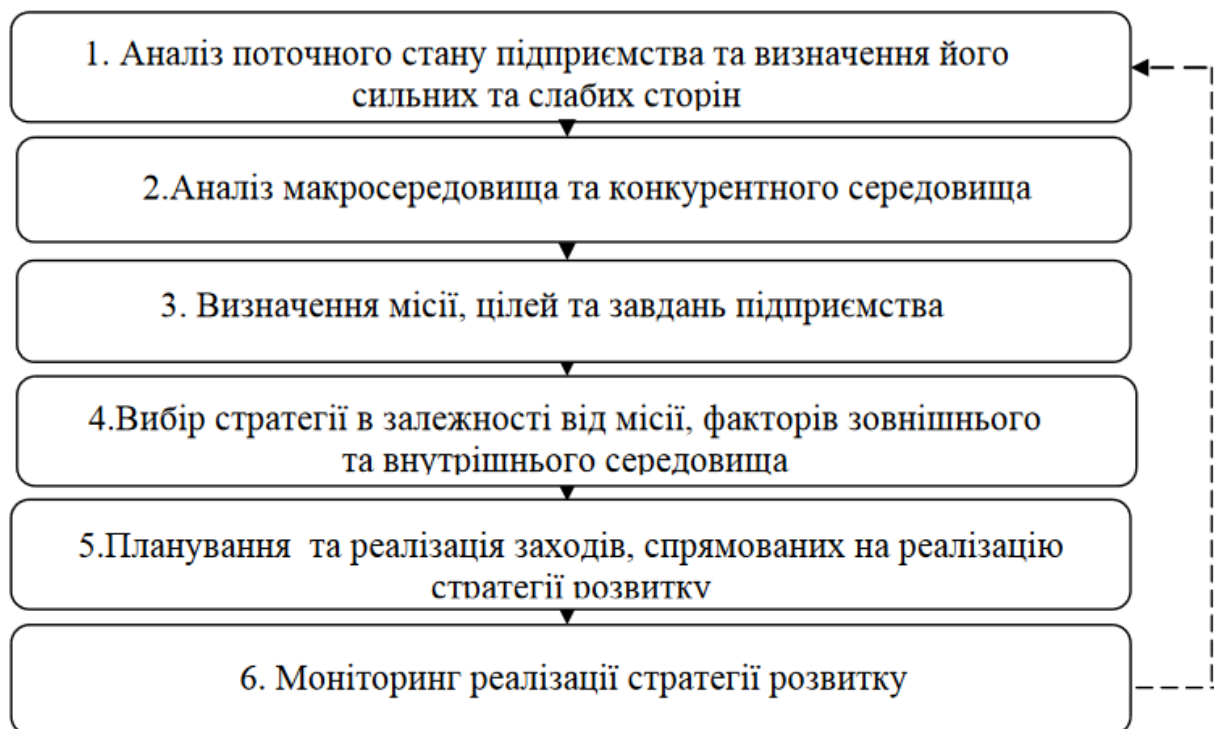 1. Аналіз поточного стану підприємства та визначення його
сильних та слабих сторін
2.Аналіз макросередовища та конкурентного середовища
3. Визначення місії, цілей та завдань підприємства
4.Вибір стратегії в залежності від місії, факторів зовнішнього
та внутрішнього середовища
5.Планування  та реалізація заходів, спрямованих на реалізацію
стратегії розвитку
6. Моніторинг реалізації стратегії розвитку